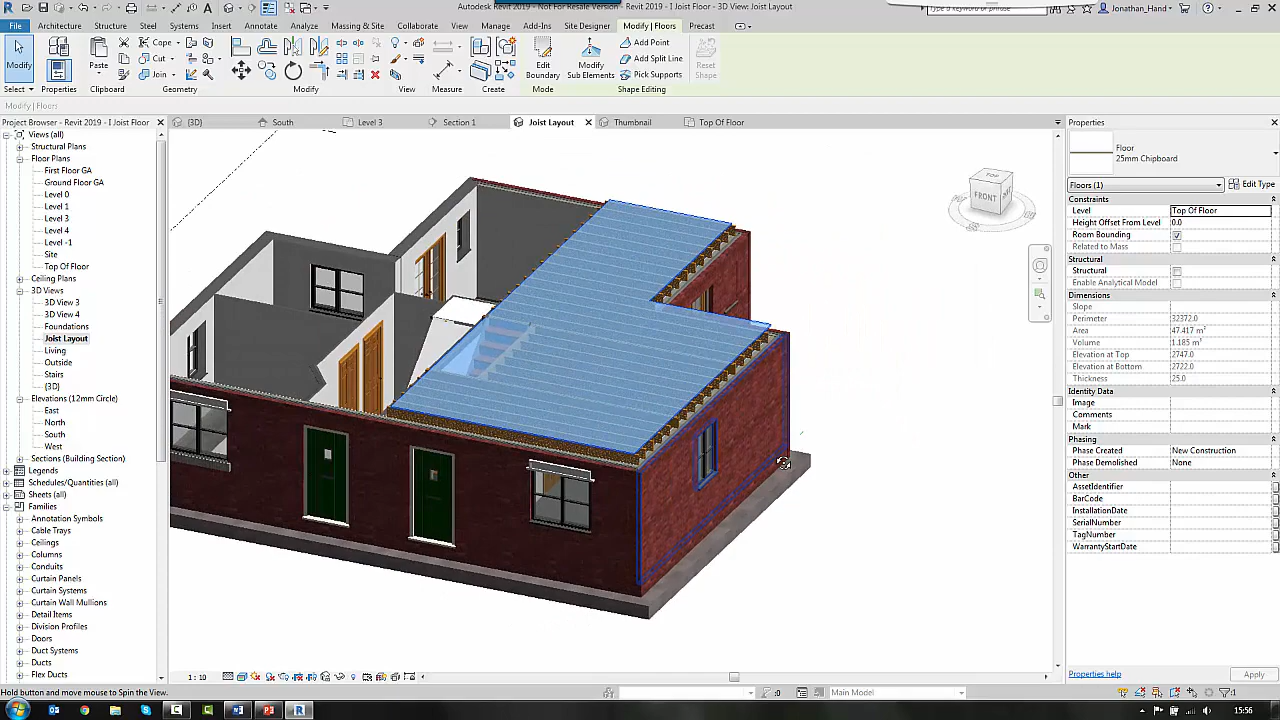 Autodesk Revit 2019 - Not For Resale Version - I Joist Floor - 3D View: Joist Layout
Type a keyword or phrase
Jonathan_Hand
File
Systems
Insert
Annotate
Massing & Site
Collaborate
View
Manage
Add-Ins
Site Designer
Modify | Floors
Precast
Modify
Paste
Cope
Cut
Join
Edit Boundary
Modify Sub Elements
Add Point
Add Split Line
Pick Supports
Reset Shape
Select
Properties
Clipboard
Geometry
Modify
View
Measure
Create
Mode
Shape Editing
Modify | Floors
Project Browser - Revit 2019 - I Joist Floor
{3D}
South
Level 3
Section 1
Joist Layout
Thumbnail
Top Of Floor
Properties
Views (all)
Structural Plans
Floor Plans
First Floor GA
Ground Floor GA
Level 0
Level 1
Level 3
Level 4
Level -1
Site
Top Of Floor
Ceiling Plans
3D Views
3D View 3
3D View 4
Foundations
Joist Layout
Living
Outside
Stairs
{3D}
Elevations (12mm Circle)
East
North
South
West
Sections (Building Section)
Legends
Schedules/Quantities (all)
Sheets (all)
Families
Annotation Symbols
Cable Trays
Ceilings
Columns
Conduits
Curtain Panels
Curtain Systems
Curtain Wall Mullions
Detail Items
Division Profiles
Doors
Duct Systems
Ducts
Flex Ducts
TOP
FRONT
Floor
25mm Chipboard
Floors (1)
Edit Type
Constraints
Level Top Of Floor
Height Offset From Level 0.0
Room Bounding
Related to Mass
Structural
Structural
Enable Analytical Model
Dimensions
Slope
Perimeter 32372.0
Area 47.417 m²
Volume 1.185 m³
Elevation at Top 2747.0
Elevation at Bottom 2722.0
Thickness 25.0
Identity Data
Image
Comments
Mark
Phasing
Phase Created New Construction
Phase Demolished None
Other
AssetIdentifier
BarCode
InstallationDate
SerialNumber
TagNumber
WarrantyStartDate
Properties help
Apply
1 : 10
Hold button and move mouse to Spin the View.
:0
Main Model
:1
15:56